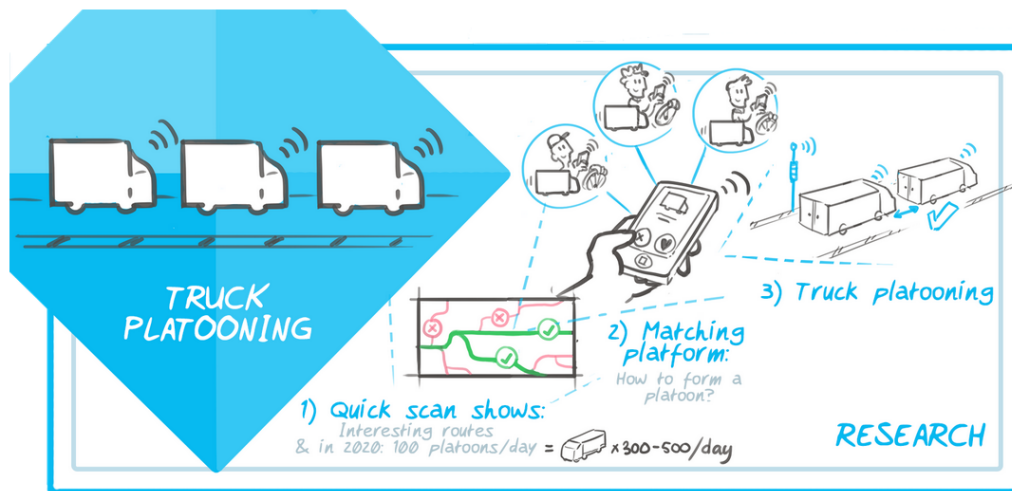 TRUCK
PLATOONING
1) Quick scan shows:
Interesting routes
& in 2020: 100 platoons/day = ×300-500/day
2) Matching
platform:
How to form a
platoon?
3) Truck platooning
RESEARCH